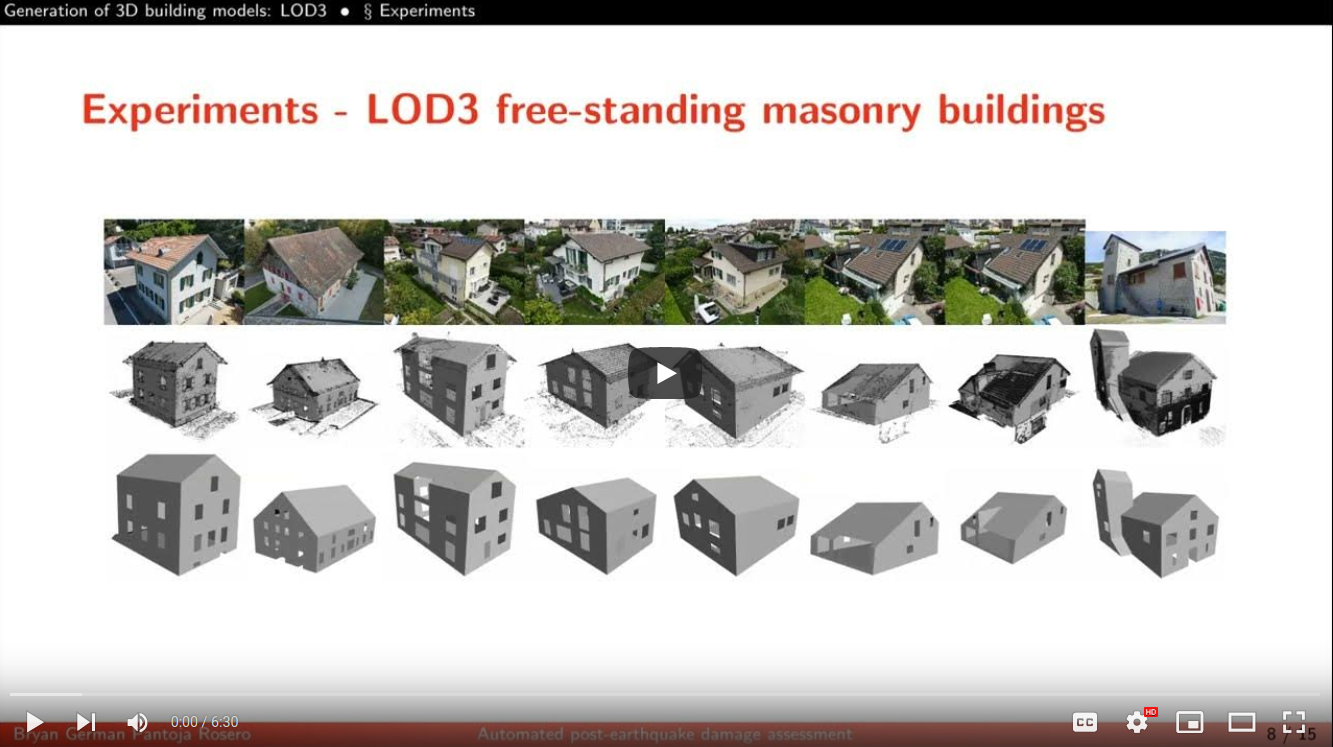 Generation of 3D building models: LOD3 • § Experiments
Experiments - LOD3 free-standing masonry buildings
0:00 / 6:30
CC
HD
Bryan German Pantoja Rosero
Automated post-earthquake damage assessment
8 / 15